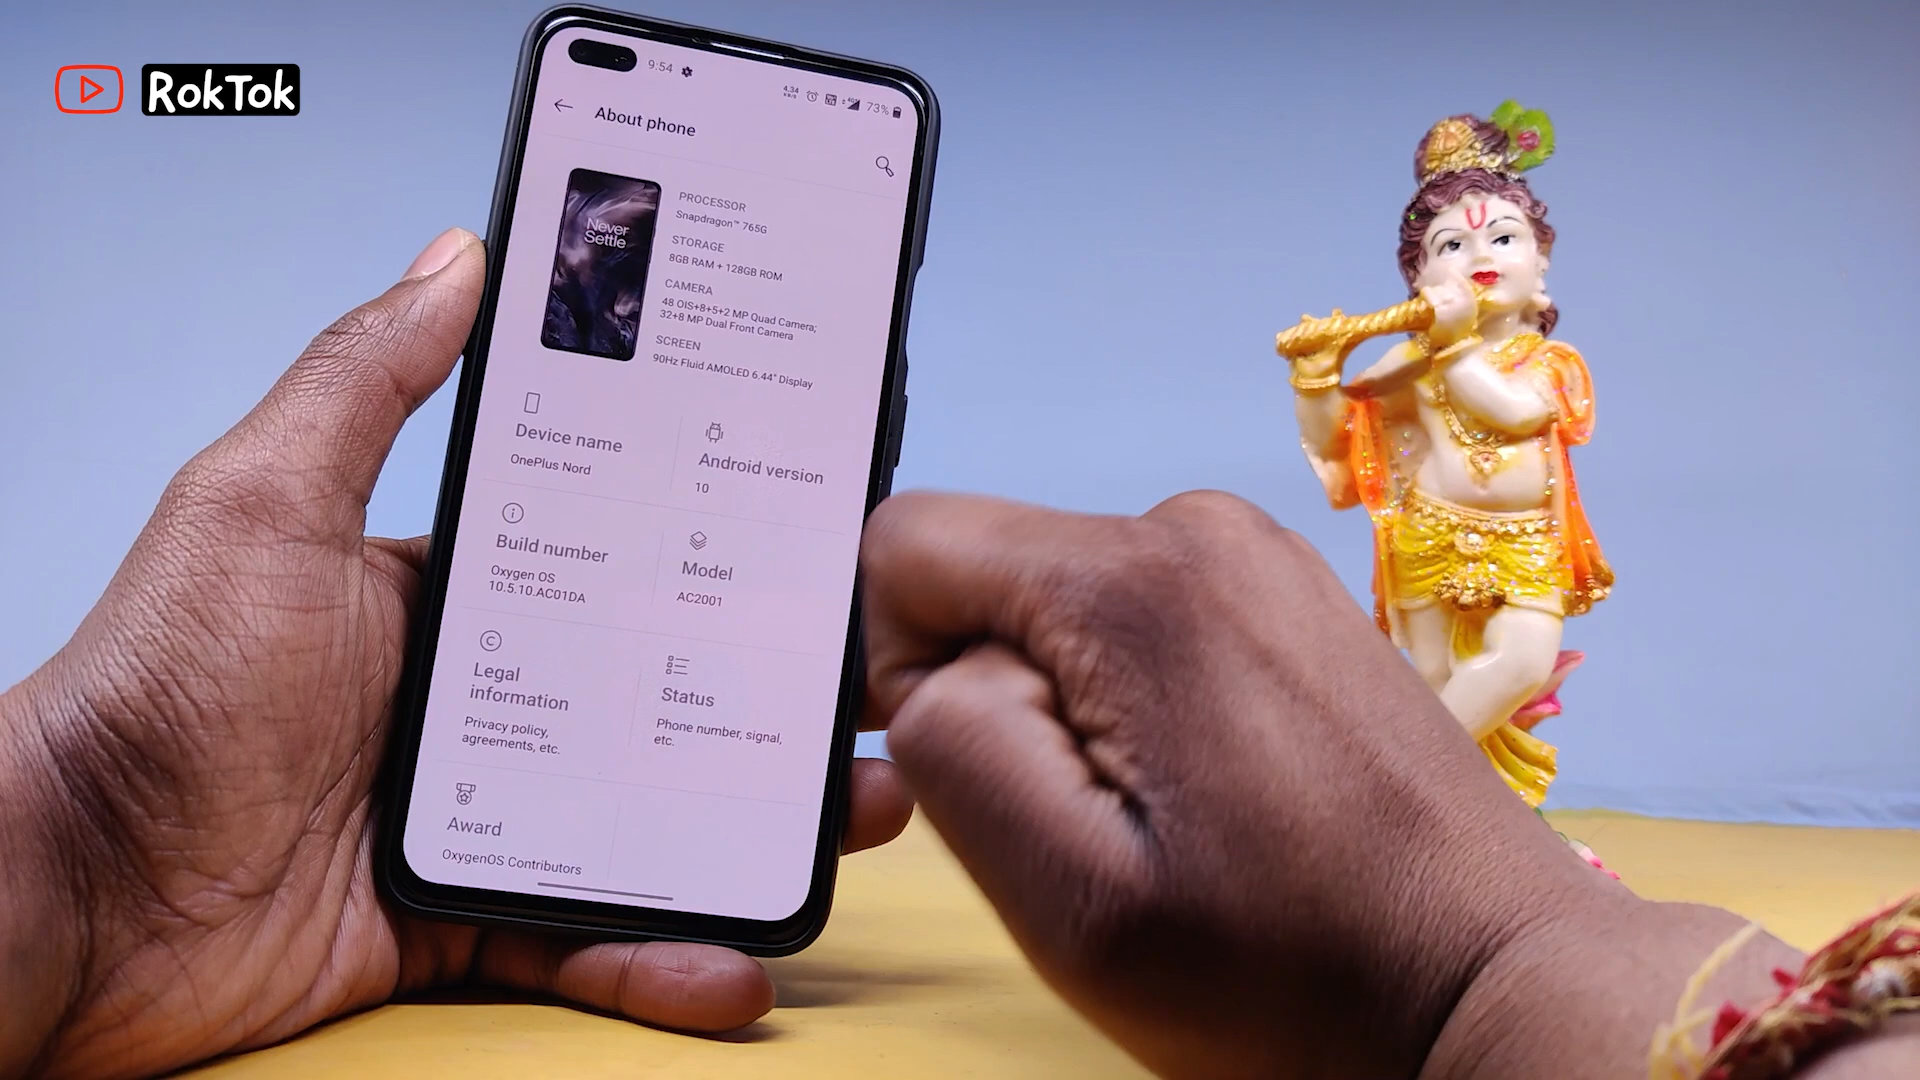 RokTok
9:54
4.34
KB/S
73%
About phone
Never
Settle
PROCESSOR
Snapdragon™ 765G
STORAGE
8GB RAM + 128GB ROM
CAMERA
48 OIS+8+5+2 MP Quad Camera;
32+8 MP Dual Front Camera
SCREEN
90Hz Fluid AMOLED 6.44" Display
Device name
OnePlus Nord
Android version
10
Build number
Oxygen OS
10.5.10.AC01DA
Model
AC2001
Legal
information
Privacy policy,
agreements, etc.
Status
Phone number, signal,
etc.
Award
OxygenOS Contributors